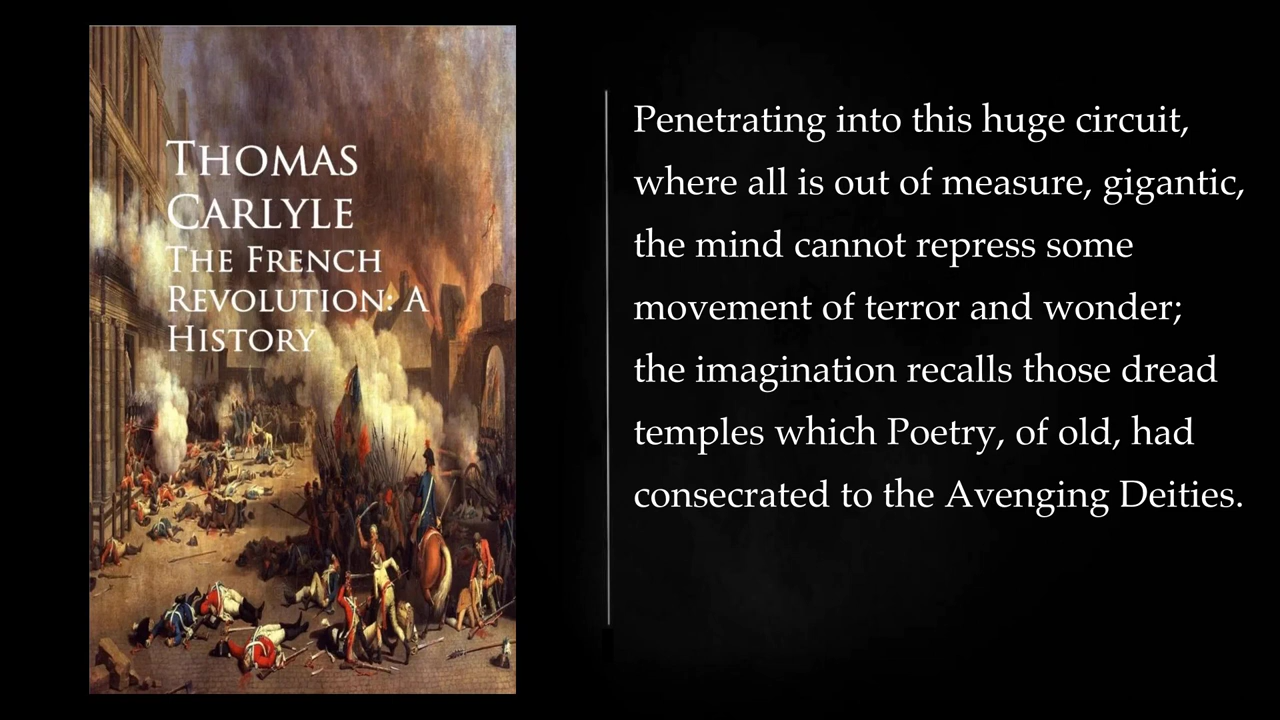 THOMAS
CARLYLE
THE FRENCH
REVOLUTION: A
HISTORY
Penetrating into this huge circuit,
where all is out of measure, gigantic,
the mind cannot repress some
movement of terror and wonder;
the imagination recalls those dread
temples which Poetry, of old, had
consecrated to the Avenging Deities.